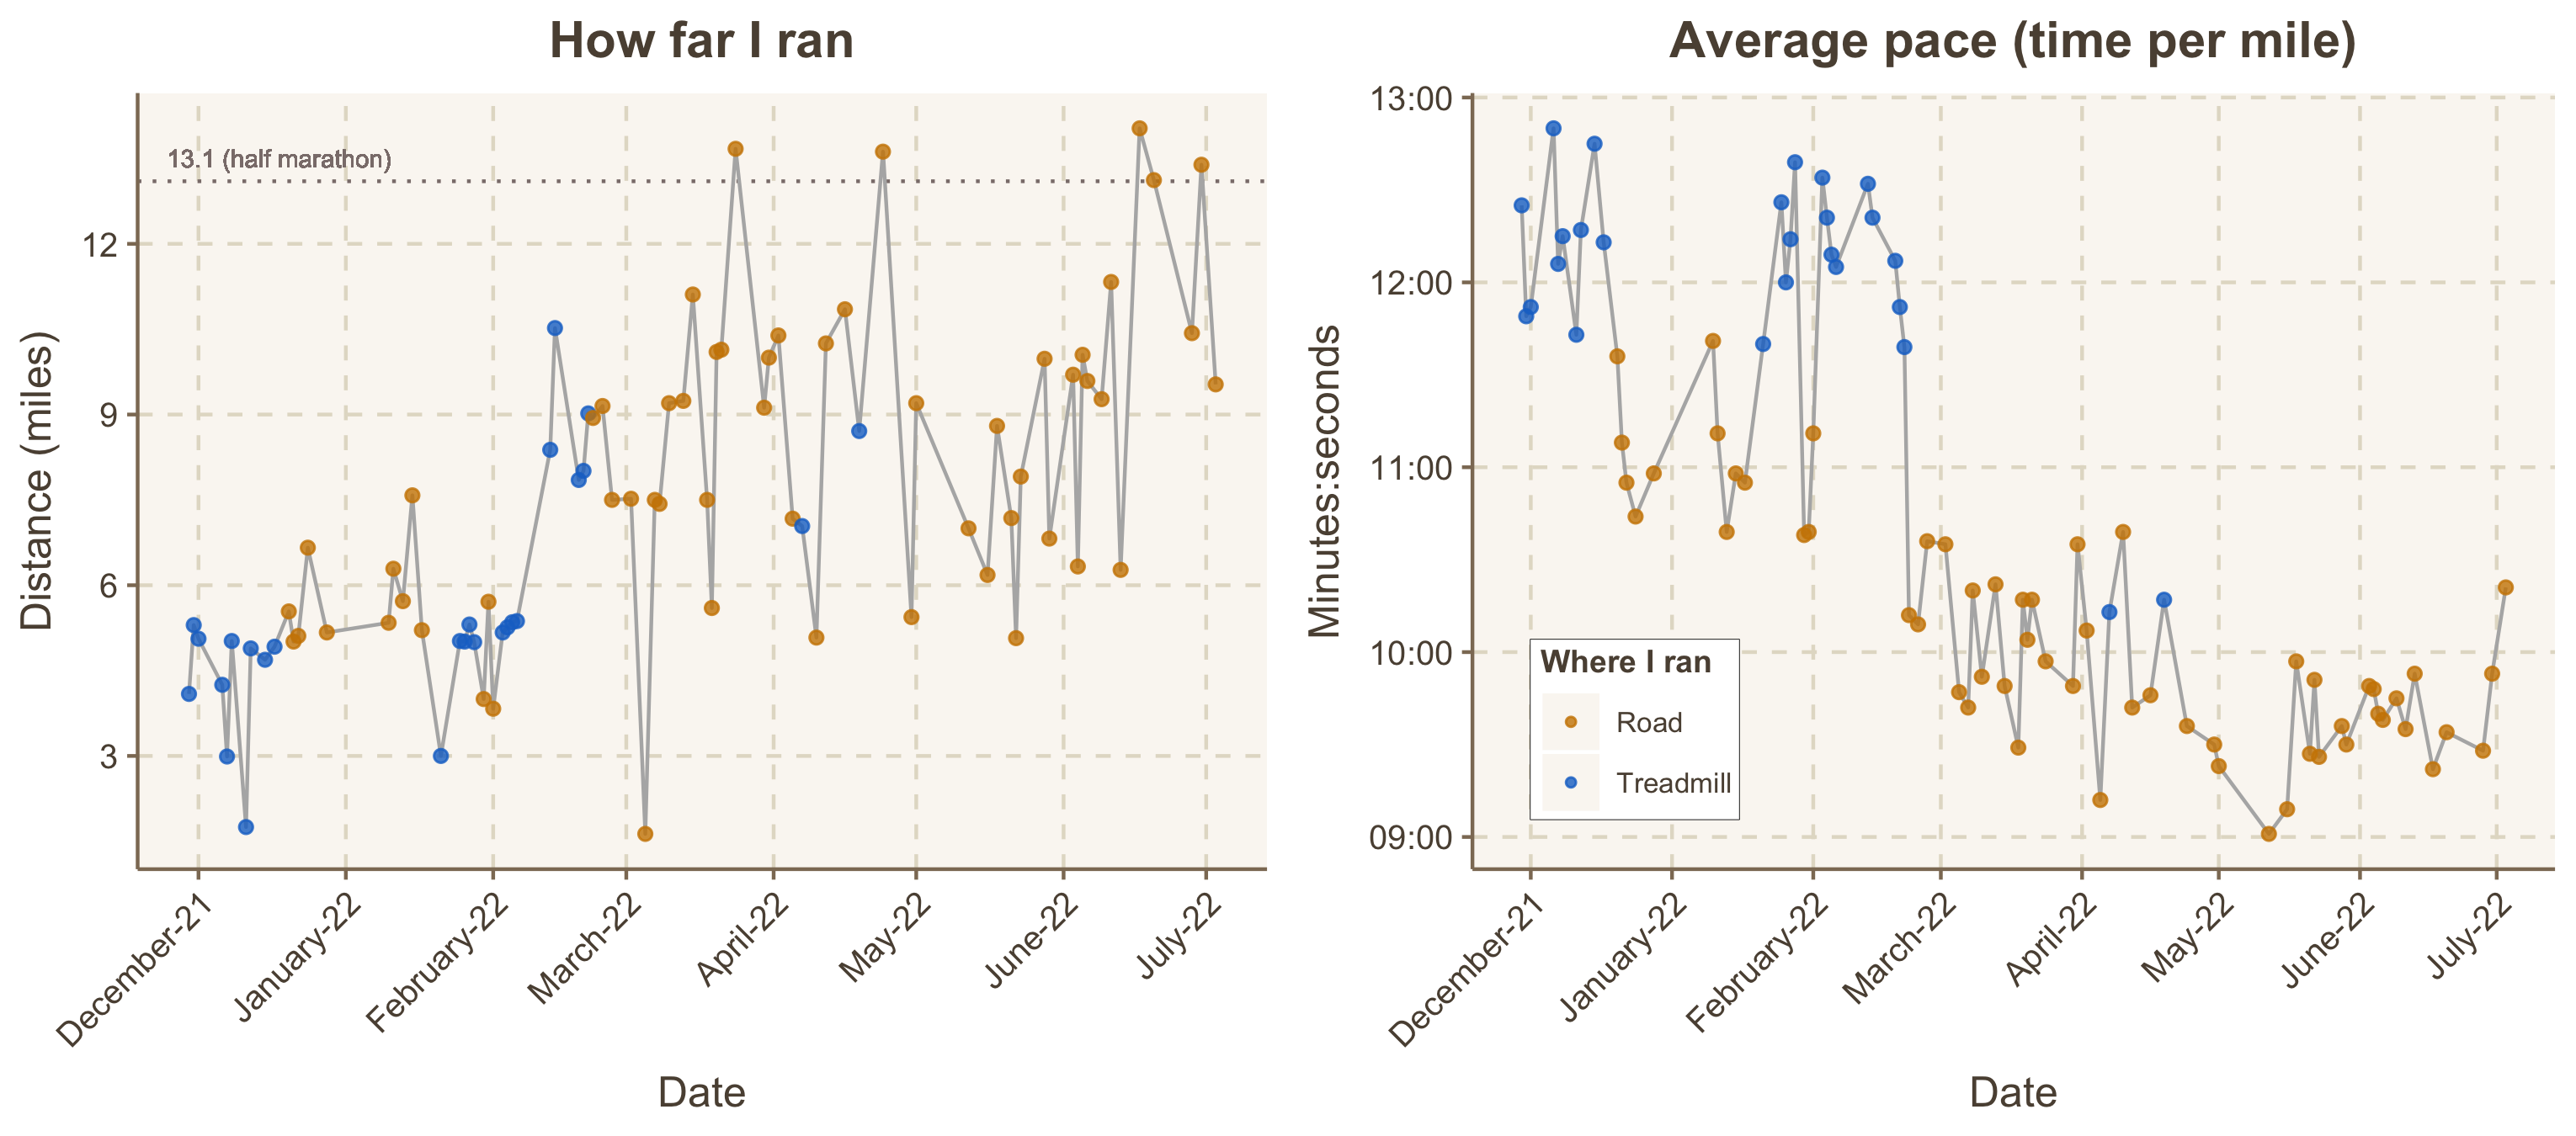 How far I ran
13.1 (half marathon)
12
9
6
3
Distance (miles)
December-21
January-22
February-22
March-22
April-22
May-22
June-22
July-22
Date
Average pace (time per mile)
13:00
12:00
11:00
10:00
09:00
Minutes:seconds
Where I ran
Road
Treadmill
December-21
January-22
February-22
March-22
April-22
May-22
June-22
July-22
Date